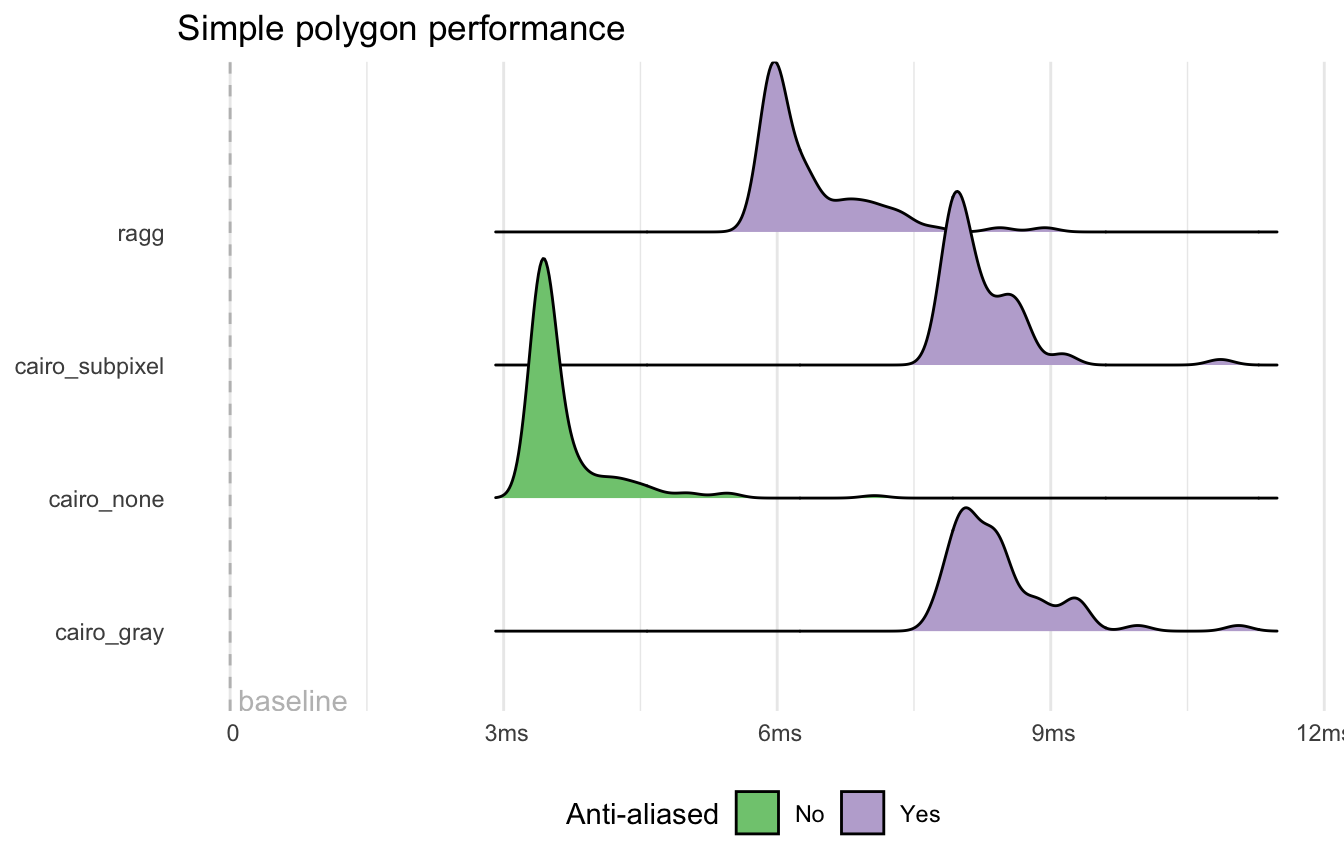 Simple polygon performance
ragg
cairo_subpixel
cairo_none
cairo_gray
baseline
0 3ms 6ms 9ms 12ms
Anti-aliased No Yes